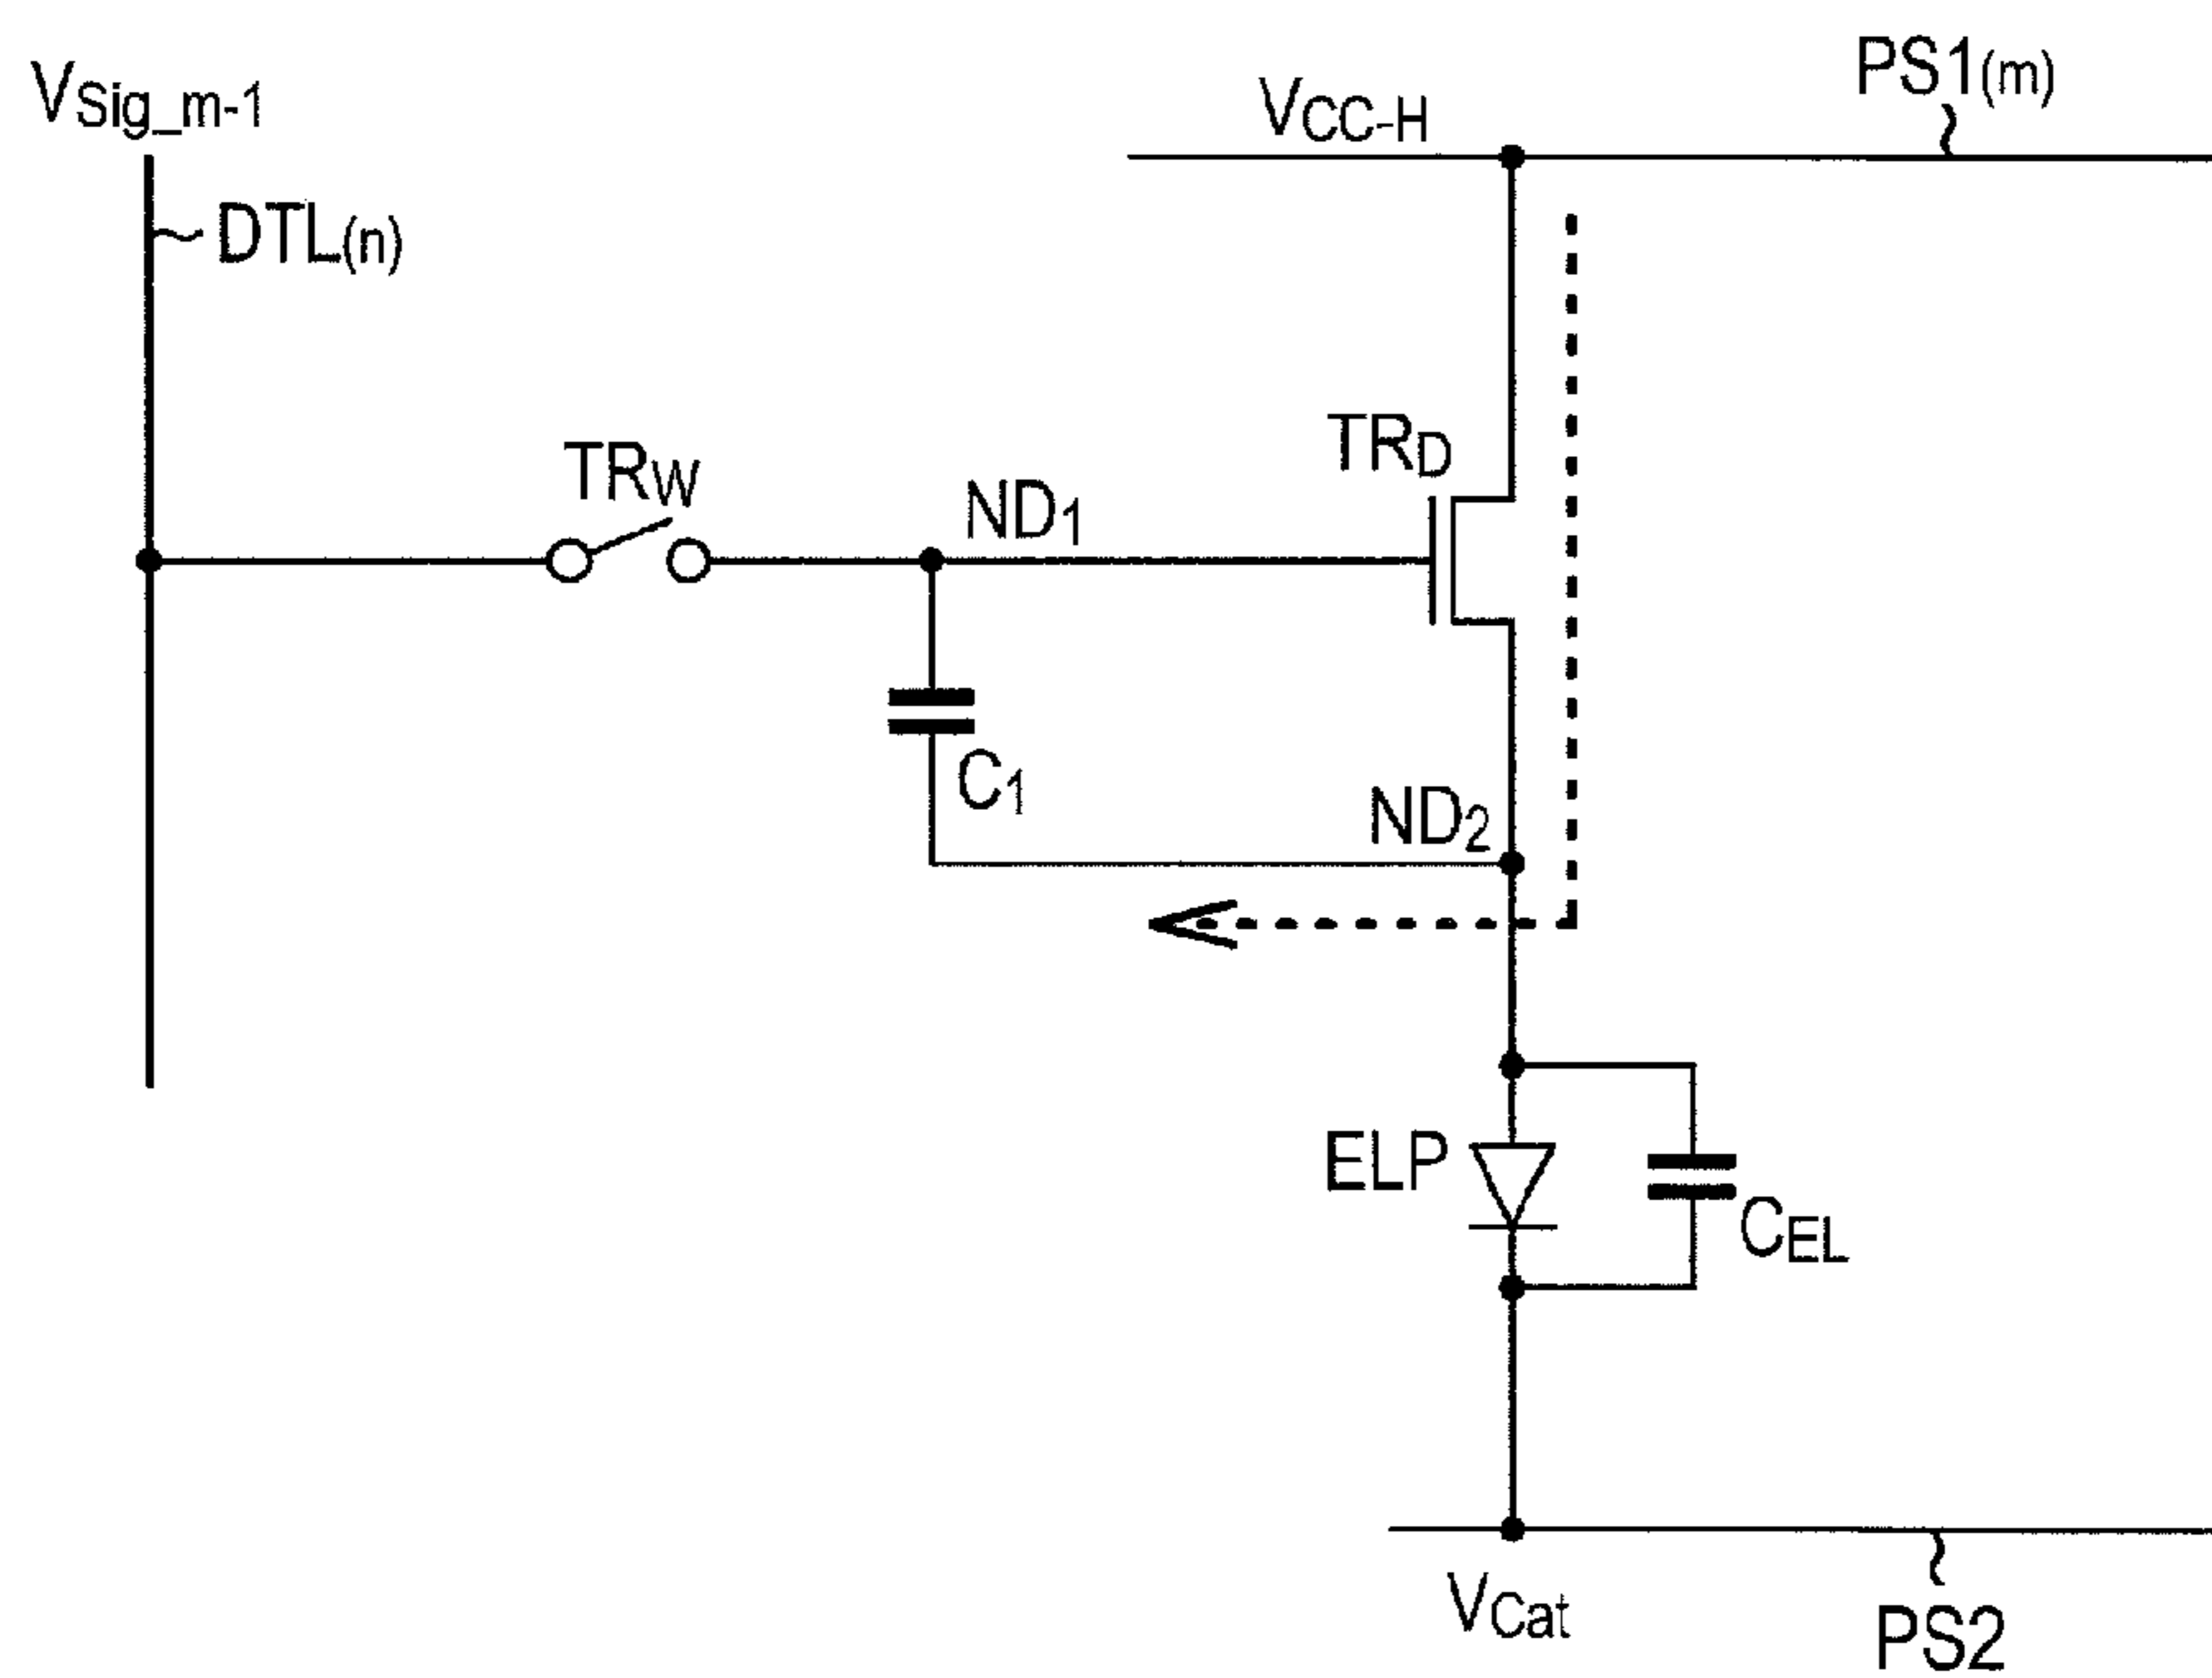 VSig_m-1
VCC-H
PS1(m)
DTL(n)
TRW
ND1
TRD
C1
ND2
ELP
CEL
VCat
PS2